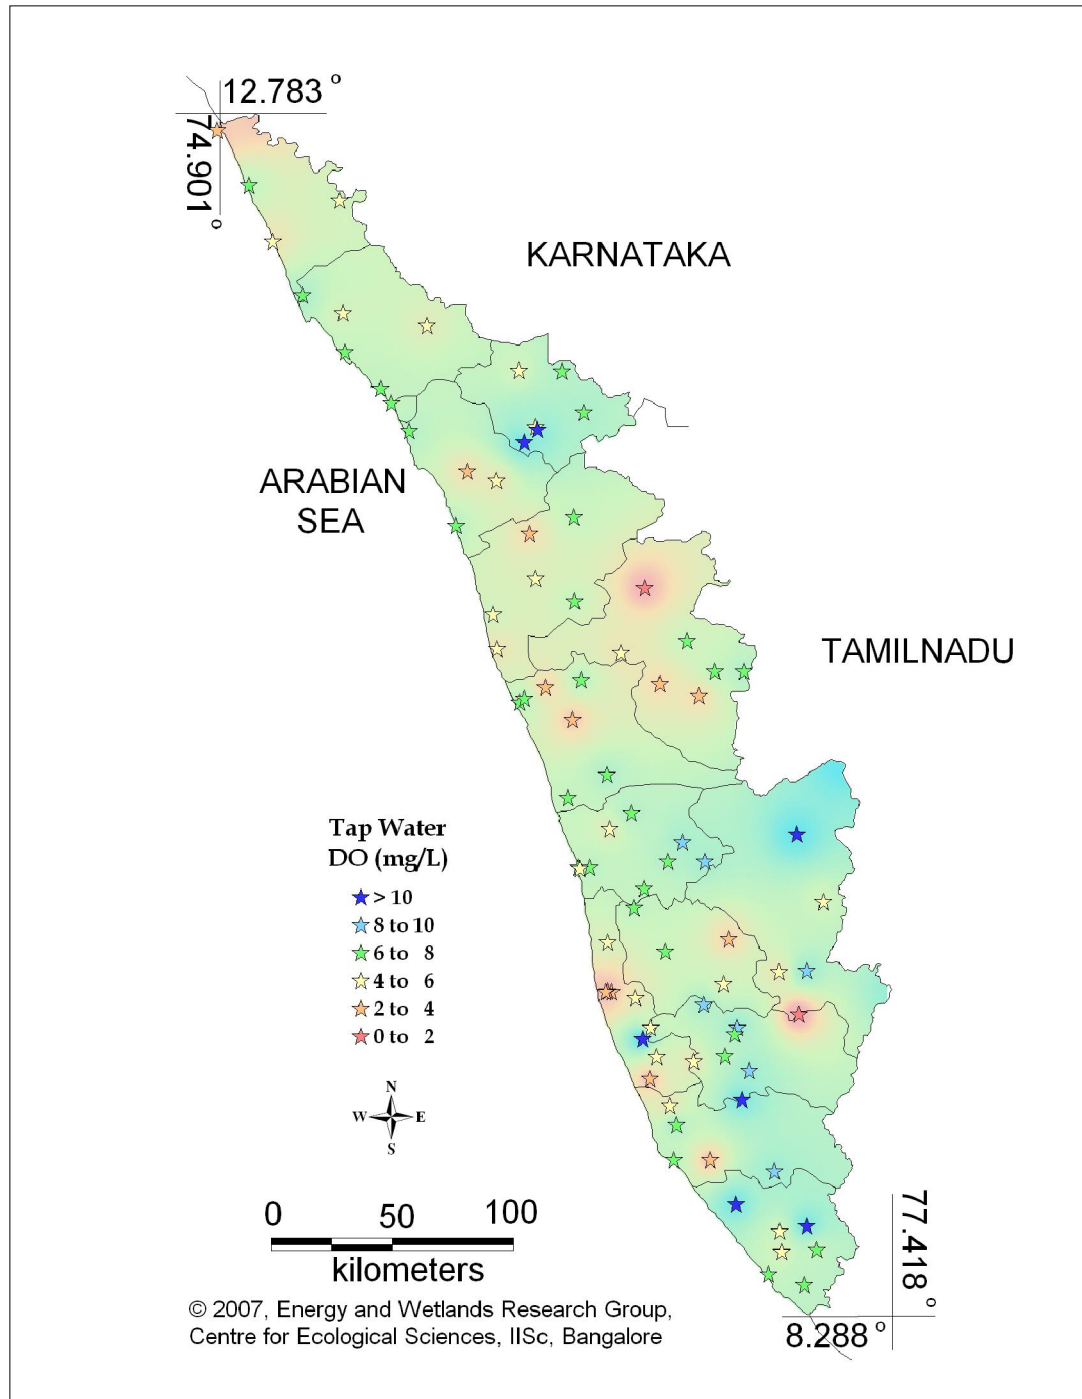 12.783 °
74.901 °
KARNATAKA
ARABIAN
SEA
TAMILNADU
Tap Water
DO (mg/L)
> 10
8 to 10
6 to 8
4 to 6
2 to 4
0 to 2
N
W E
S
0 50 100
kilometers
77.418 °
8.288 °
© 2007, Energy and Wetlands Research Group,
Centre for Ecological Sciences, IISc, Bangalore